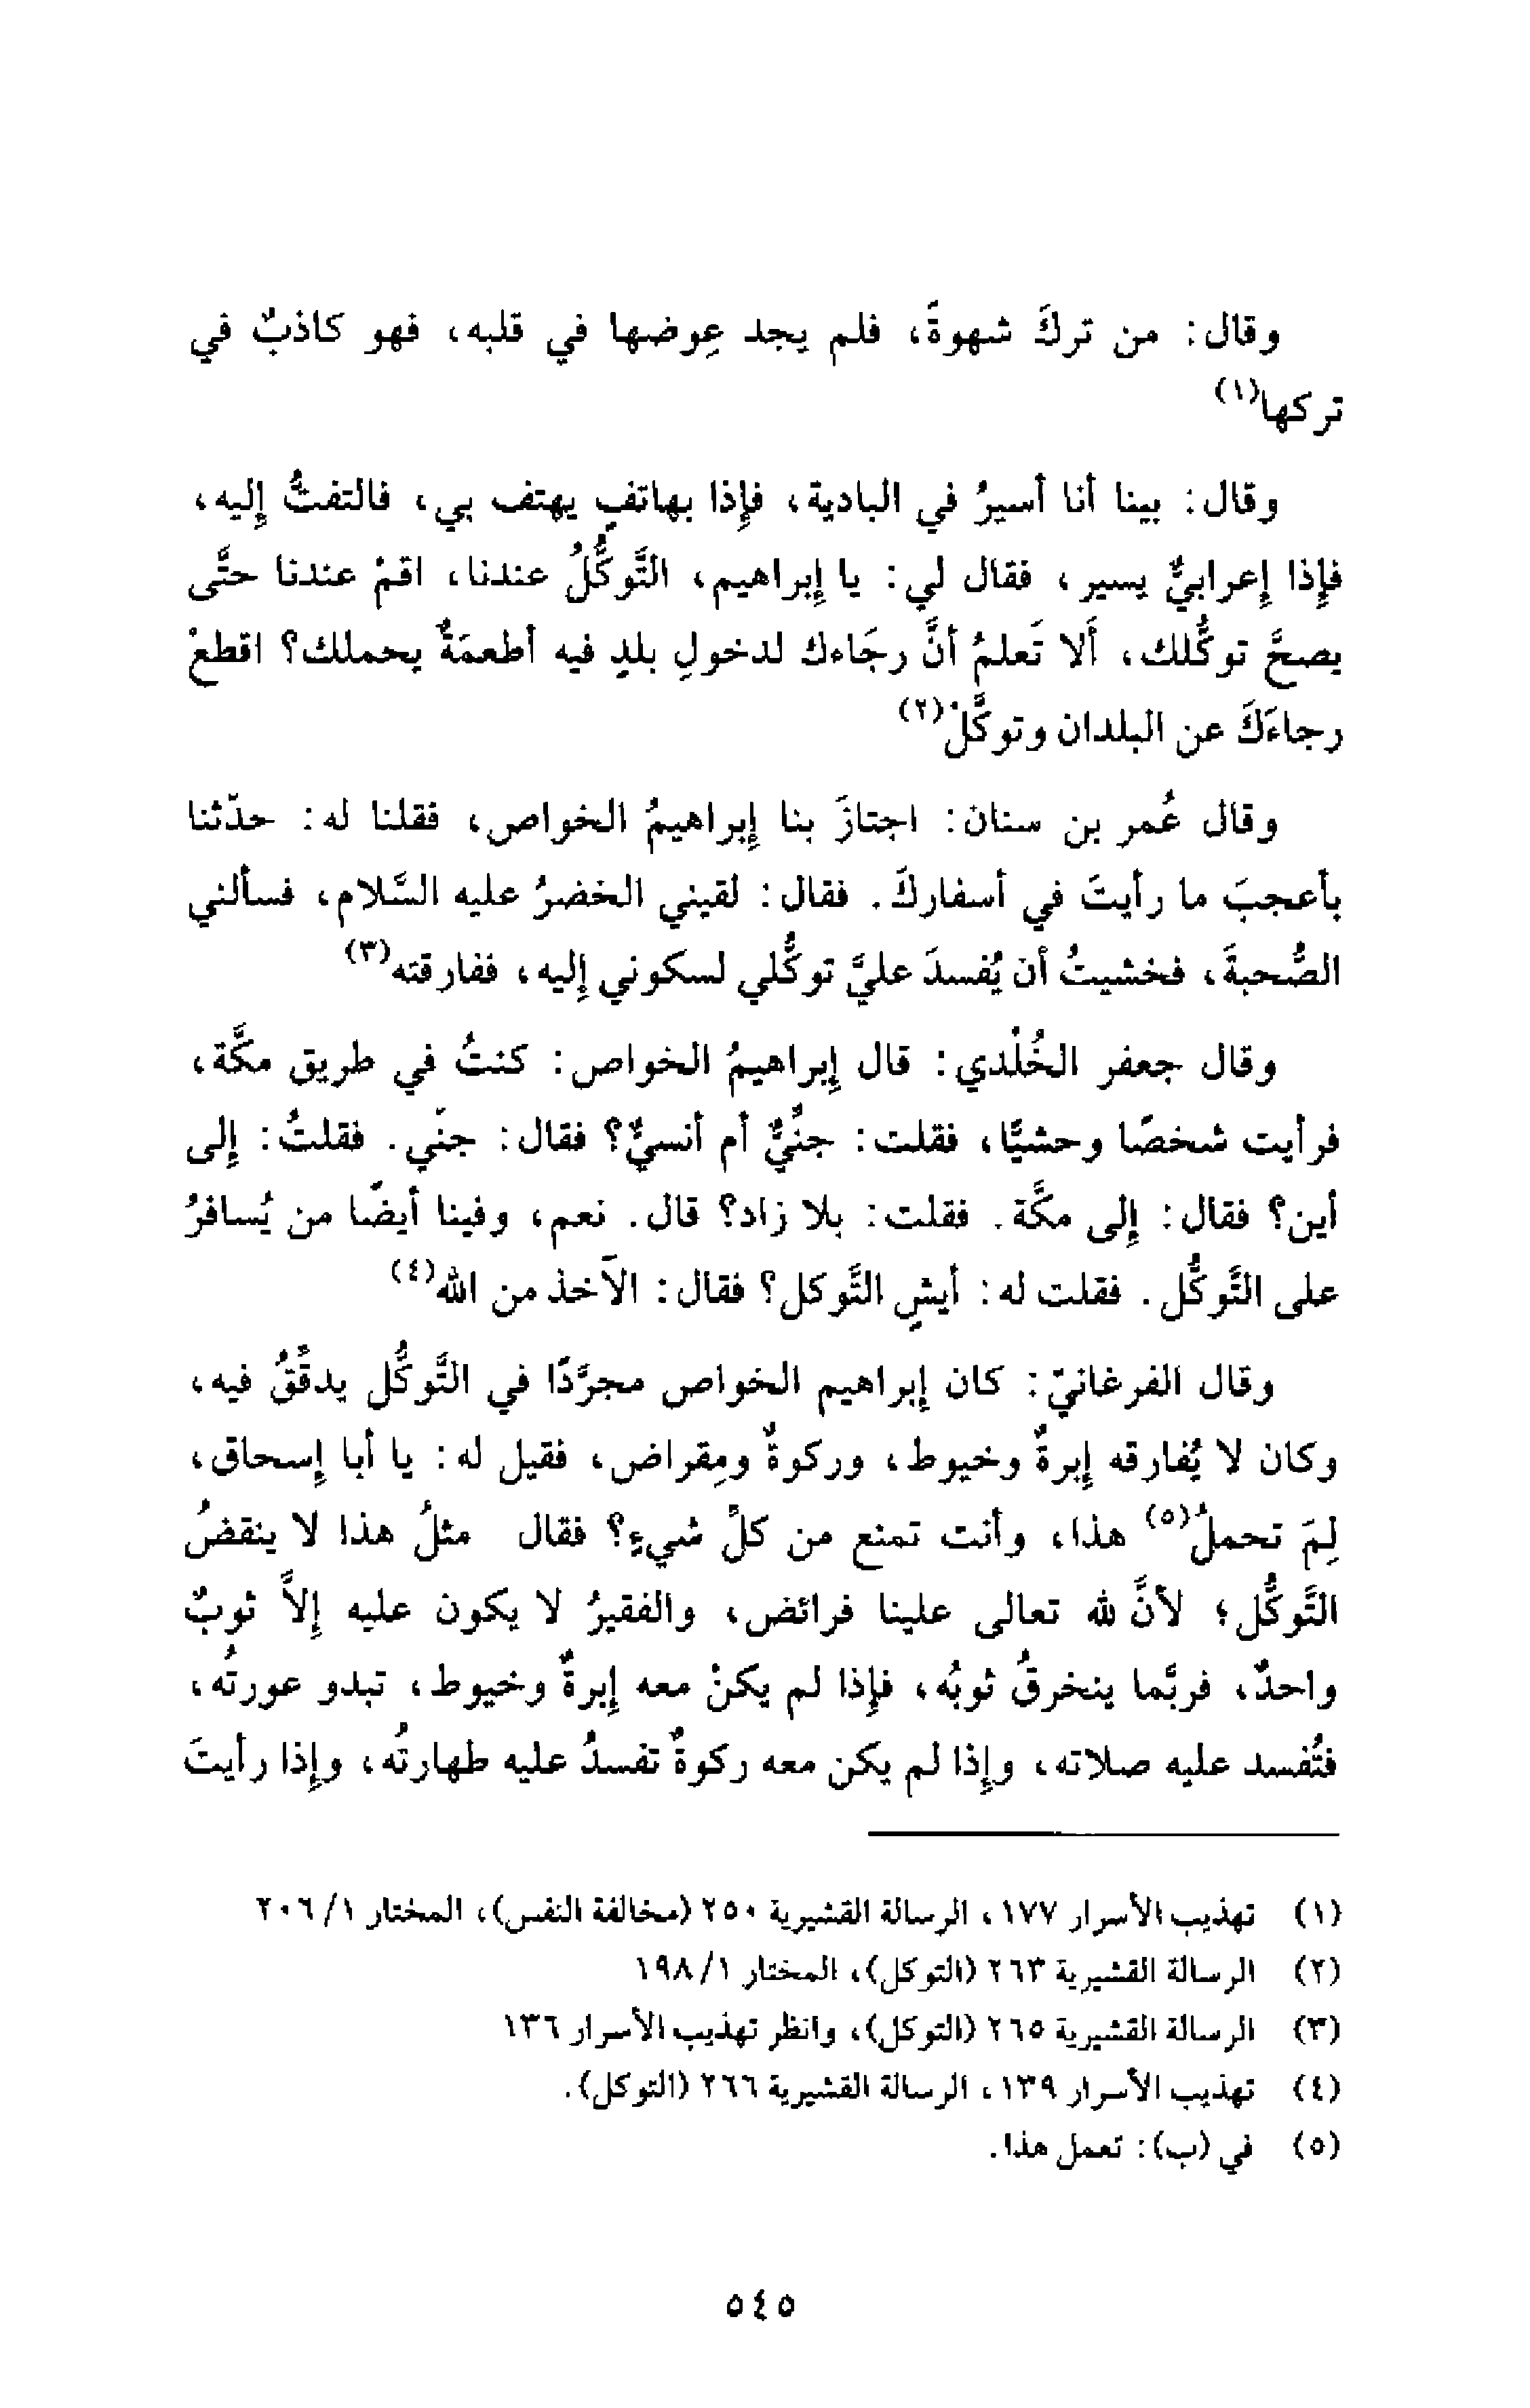 وقال: من تركَ شهوةً، فلم يجد عِوضها في قلبه، فهو كاذبٌ في
تركها(١)
وقال: بينا أنا أسيرُ في البادية، فإذا بهاتفٍ يهتف بي، فالتفتُّ إليه،
فإذا إعرابيٌّ يسير، فقال لي: يا إبراهيم، التَّوكُّلُ عندنا، اقمْ عندنا حتَّى
يصحَّ توكُّلك، أَلا تَعلمُ أنَّ رجَاءك لدخولِ بلدٍ فيه أطعمَةٌ يحملك؟ اقطعْ
رجاءَكَ عن البلدان وتوكَّلْ(٢)
وقال عُمر بن سنان: اجتازَ بنا إبراهيمُ الخواص، فقلنا له: حدّثنا
بأعجبَ ما رأيتَ في أسفاركَ. فقال: لقيني الخضرُ عليه السَّلام، فسألني
الصُّحبةَ، فخشيتُ أن يُفسدَ عليَّ توكُّلي لسكوني إليه، ففارقته(٣)
وقال جعفر الخُلْدي: قال إبراهيمُ الخواص: كنتُ في طريق مكَّة،
فرأيت شخصًا وحشيًّا، فقلت: جنِّيٌّ أم أنسيٌّ؟ فقال: جنّي. فقلتُ: إلى
أين؟ فقال: إلى مكَّة. فقلت: بلا زاد؟ قال. نعم، وفينا أيضًا من يُسافرُ
على التَّوكُّل. فقلت له: أيشٍ التَّوكل؟ فقال: الآخذ من الله(٤)
وقال الفرغانيّ: كان إبراهيم الخواص مجرَّدًا في التَّوكُّل يدقِّقُ فيه،
وكان لا يُفارقه إبرةٌ وخيوط، وركوةٌ ومِقراض، فقيل له: يا أبا إسحاق،
لِمَ تحملُ(٥) هذا، وأنت تمنع من كلِّ شيءٍ؟ فقال مثلُ هذا لا ينقضُ
التَّوكُّل؛ لأنَّ لله تعالى علينا فرائض، والفقيرُ لا يكون عليه إلاَّ ثوبٌ
واحدٌ، فربَّما ينخرقُ ثوبُه، فإذا لم يكنْ معه إبرةٌ وخيوط، تبدو عورتُه،
فتُفسد عليه صلاته، وإذا لم يكن معه ركوةٌ تفسدُ عليه طهارتُه، وإذا رأيتَ
(١) تهذيب الأسرار ١٧٧، الرسالة القشيرية ٢٥٠ (مخالفة النفس)، المختار ٢٠٦/١
(٢) الرسالة القشيرية ٢٦٣ (التوكل)، المختار ١٩٨/١
(٣) الرسالة القشيرية ٢٦٥ (التوكل)، وانظر تهذيب الأسرار ١٣٦
(٤) تهذيب الأسرار ١٣٩، الرسالة القشيرية ٢٦٦ (التوكل).
(٥) في (ب): تعمل هذا.
٥٤٥